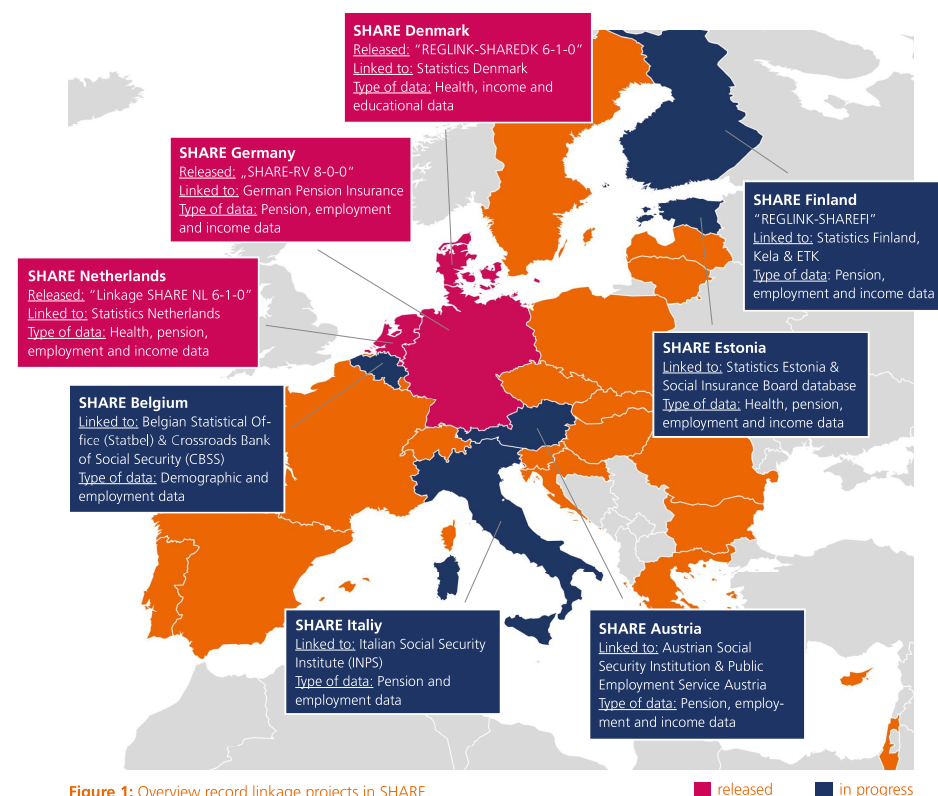 SHARE Denmark
Released: “REGLINK-SHAREDK 6-1-0”
Linked to: Statistics Denmark
Type of data: Health, income and
educational data
SHARE Germany
Released: „SHARE-RV 8-0-0“
Linked to: German Pension Insurance
Type of data: Pension, employment
and income data
SHARE Finland
“REGLINK-SHAREFI”
Linked to: Statistics Finland,
Kela & ETK
Type of data: Pension,
employment and income data
SHARE Netherlands
Released: “Linkage SHARE NL 6-1-0”
Linked to: Statistics Netherlands
Type of data: Health, pension,
employment and income data
SHARE Estonia
Linked to: Statistics Estonia &
Social Insurance Board database
Type of data: Health, pension,
employment and income data
SHARE Belgium
Linked to: Belgian Statistical Of-
fice (Statbel) & Crossroads Bank
of Social Security (CBSS)
Type of data: Demographic and
employment data
SHARE Italiy
Linked to: Italian Social Security
Institute (INPS)
Type of data: Pension and
employment data
SHARE Austria
Linked to: Austrian Social
Security Institution & Public
Employment Service Austria
Type of data: Pension, employ-
ment and income data
Figure 1: Overview record linkage projects in SHARE
released
in progress